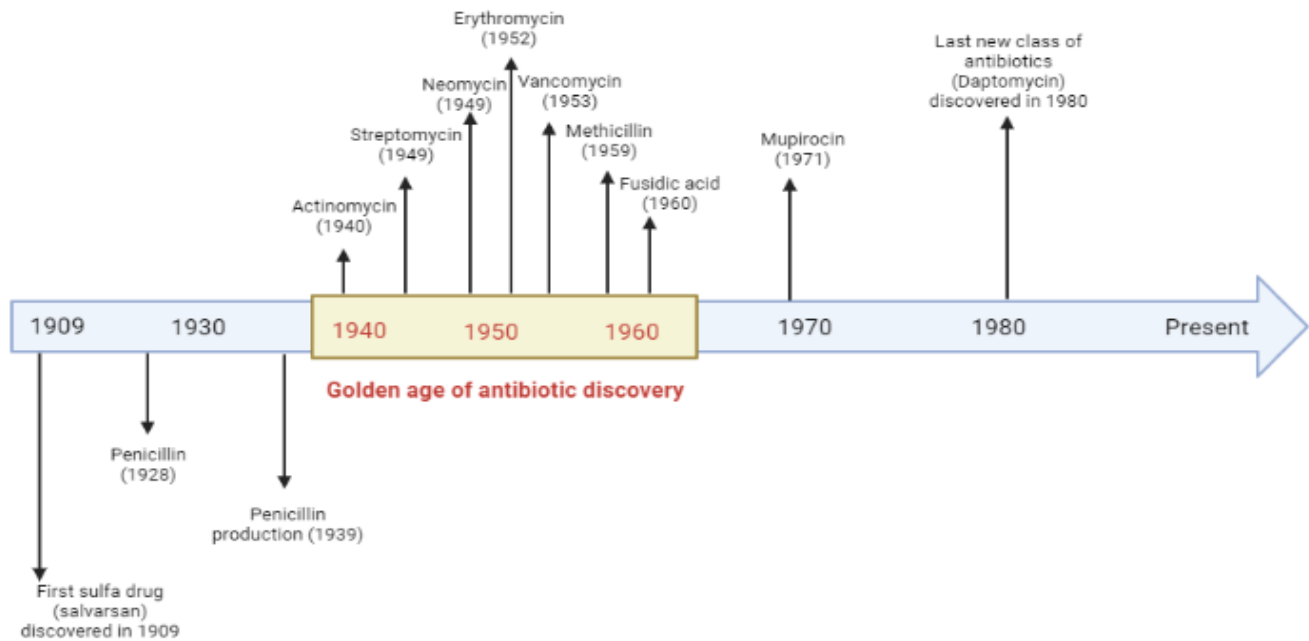 Erythromycin
(1952)
Neomycin
(1949)
Vancomycin
(1953)
Streptomycin
(1949)
Methicillin
(1959)
Actinomycin
(1940)
Fusidic acid
(1960)
Mupirocin
(1971)
Last new class of
antibiotics
(Daptomycin)
discovered in 1980
1909
1930
1940
1950
1960
1970
1980
Present
Golden age of antibiotic discovery
Penicillin
(1928)
Penicillin
production (1939)
First sulfa drug
(salvarsan)
discovered in 1909